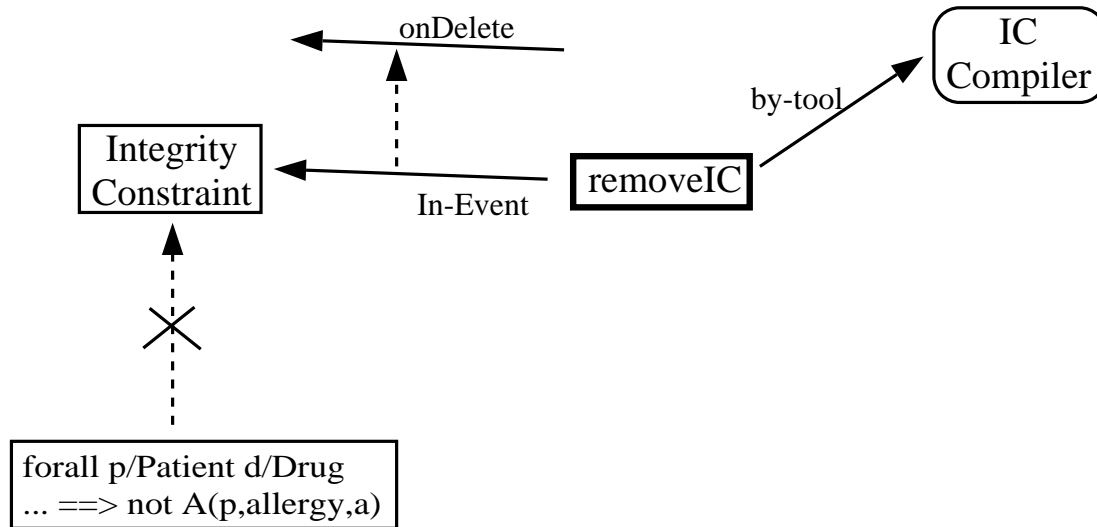 onDelete
IC
Compiler
by-tool
Integrity
Constraint
removeIC
In-Event
forall p/Patient d/Drug
... ==> not A(p,allergy,a)